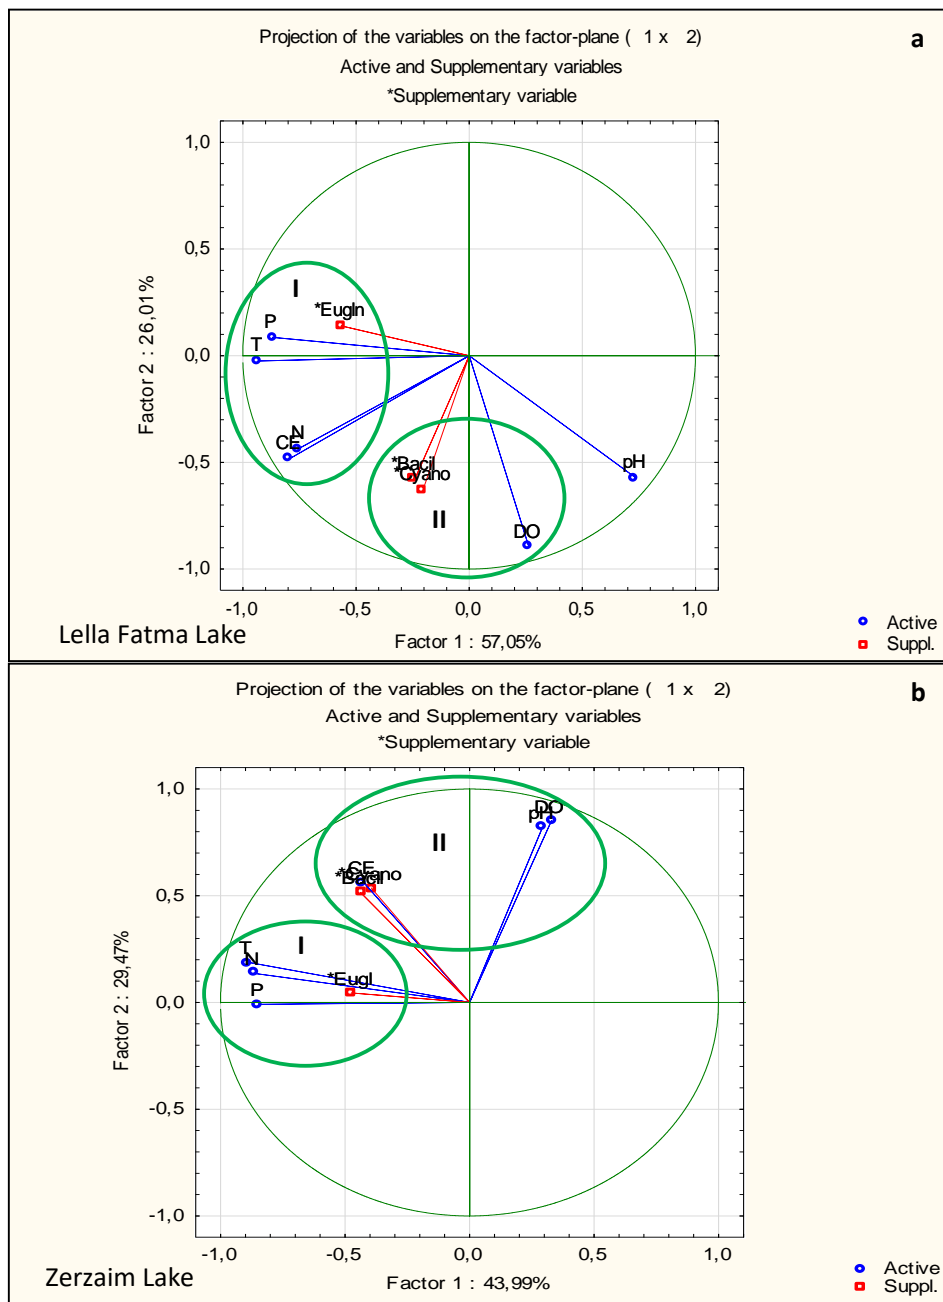 Projection of the variables on the factor-plane ( 1 x 2)
a
Active and Supplementary variables
*Supplementary variable
1,0
0,5
0,0
-0,5
-1,0
Factor 2 : 26,01%
I
*Eugln
P
T
N
CE
*Bacil
*Cyaho
II
DO
pH
-1,0 -0,5 0,0 0,5 1,0
Lella Fatma Lake
Factor 1 : 57,05%
Active
Suppl.
Projection of the variables on the factor-plane ( 1 x 2)
b
Active and Supplementary variables
*Supplementary variable
1,0
0,5
0,0
-0,5
-1,0
Factor 2 : 29,47%
II
DO
pH
CE
*Cyano
*Bacil
I
T
N
*Eugl
P
-1,0 -0,5 0,0 0,5 1,0
Zerzaim Lake
Factor 1 : 43,99%
Active
Suppl.